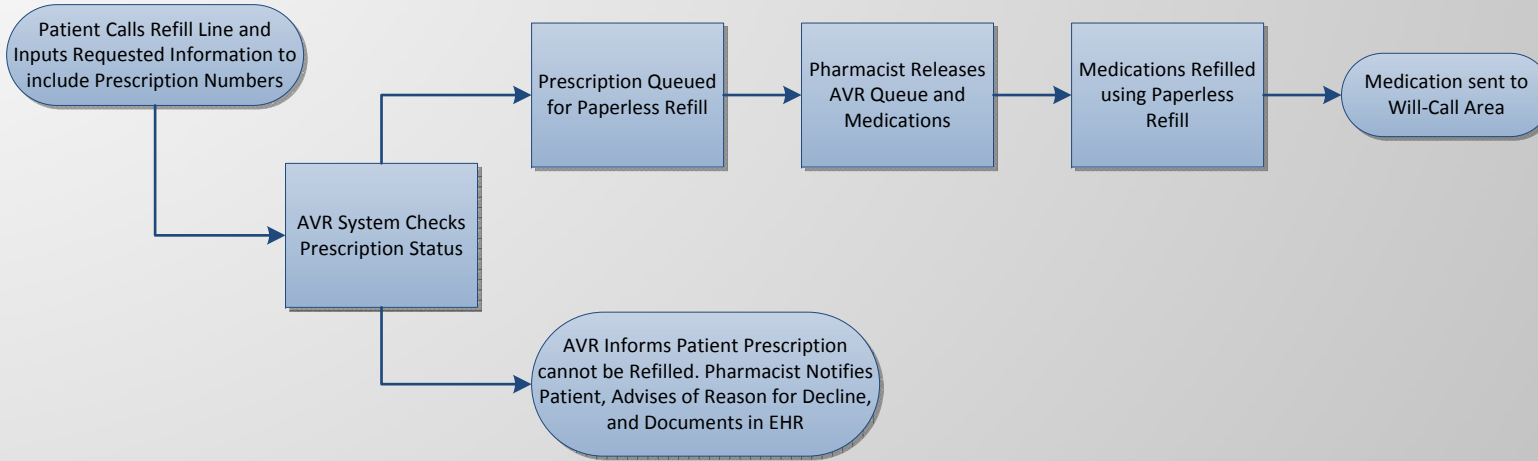 Patient Calls Refill Line and
Inputs Requested Information to
include Prescription Numbers
AVR System Checks
Prescription Status
Prescription Queued
for Paperless Refill
Pharmacist Releases
AVR Queue and
Medications
Medications Refilled
using Paperless
Refill
Medication sent to
Will-Call Area
AVR Informs Patient Prescription
cannot be Refilled. Pharmacist Notifies
Patient, Advises of Reason for Decline,
and Documents in EHR